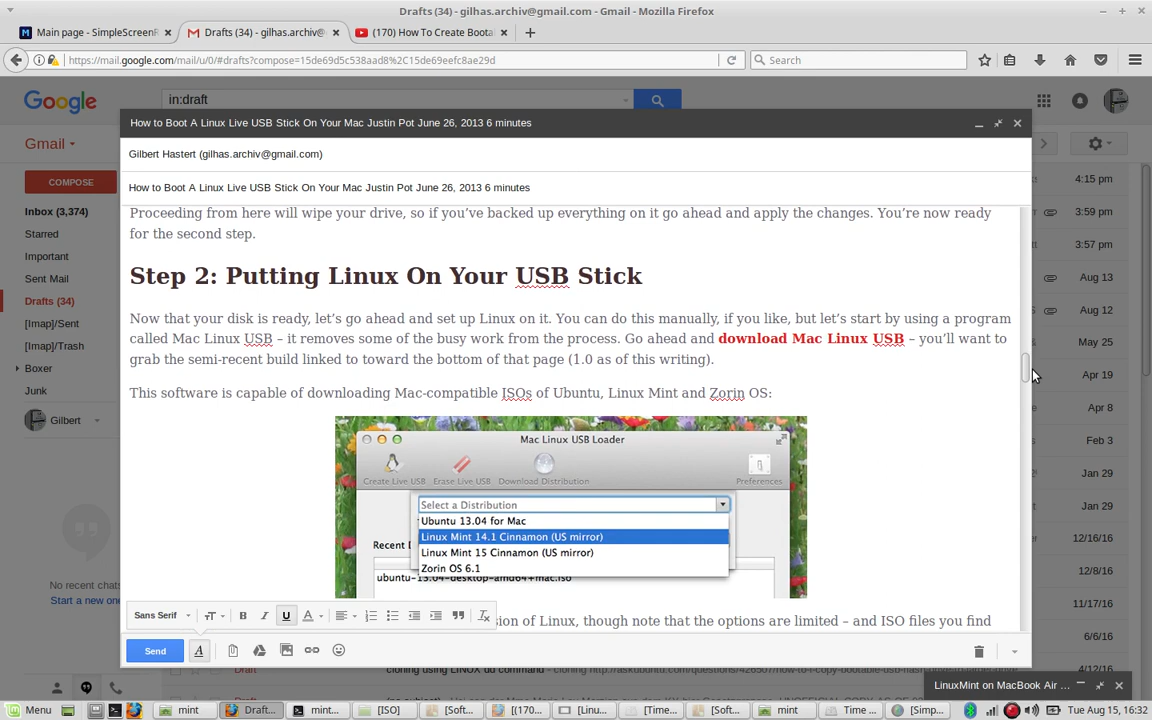 Drafts (34) - gilhas.archiv@gmail.com - Gmail - Mozilla Firefox
Main page - SimpleScreenR
Drafts (34) - gilhas.archiv@
(170) How To Create Boota
https://mail.google.com/mail/u/0/#drafts?compose=15de69d5c538aad8%2C15de69eefc8ae29d
Search
Google
in:draft
Gmail
COMPOSE
Inbox (3,374)
Starred
Important
Sent Mail
Drafts (34)
[Imap]/Sent
[Imap]/Trash
Boxer
Junk
Gilbert
No recent chats
Start a new one
How to Boot A Linux Live USB Stick On Your Mac Justin Pot June 26, 2013 6 minutes
Gilbert Hastert (gilhas.archiv@gmail.com)
How to Boot A Linux Live USB Stick On Your Mac Justin Pot June 26, 2013 6 minutes
Proceeding from here will wipe your drive, so if you've backed up everything on it go ahead and apply the changes. You're now ready
for the second step.
Step 2: Putting Linux On Your USB Stick
Now that your disk is ready, let's go ahead and set up Linux on it. You can do this manually, if you like, but let's start by using a program
called Mac Linux USB – it removes some of the busy work from the process. Go ahead and download Mac Linux USB – you'll want to
grab the semi-recent build linked to toward the bottom of that page (1.0 as of this writing).
This software is capable of downloading Mac-compatible ISOs of Ubuntu, Linux Mint and Zorin OS:
Mac Linux USB Loader
Create Live USB Erase Live USB Download Distribution Preferences
Select a Distribution
Ubuntu 13.04 for Mac
Linux Mint 14.1 Cinnamon (US mirror)
Recent D
Linux Mint 15 Cinnamon (US mirror)
Zorin OS 6.1
ubuntu-13.04-desktop-amd64+mac.iso
sion of Linux, though note that the options are limited – and ISO files you find
Sans Serif
Send
4:15 pm
3:59 pm
3:57 pm
Aug 13
Aug 12
May 25
Apr 19
Apr 8
Feb 3
Jan 29
Jan 29
12/16/16
12/8/16
11/17/16
6/6/16
4/12/16
LinuxMint on MacBook Air ...
Menu
mint
Draft...
mint...
[ISO]
[Soft...
[(170...
[Linu...
[Time...
[Soft...
mint
Time ...
[Simp...
Tue Aug 15, 16:32